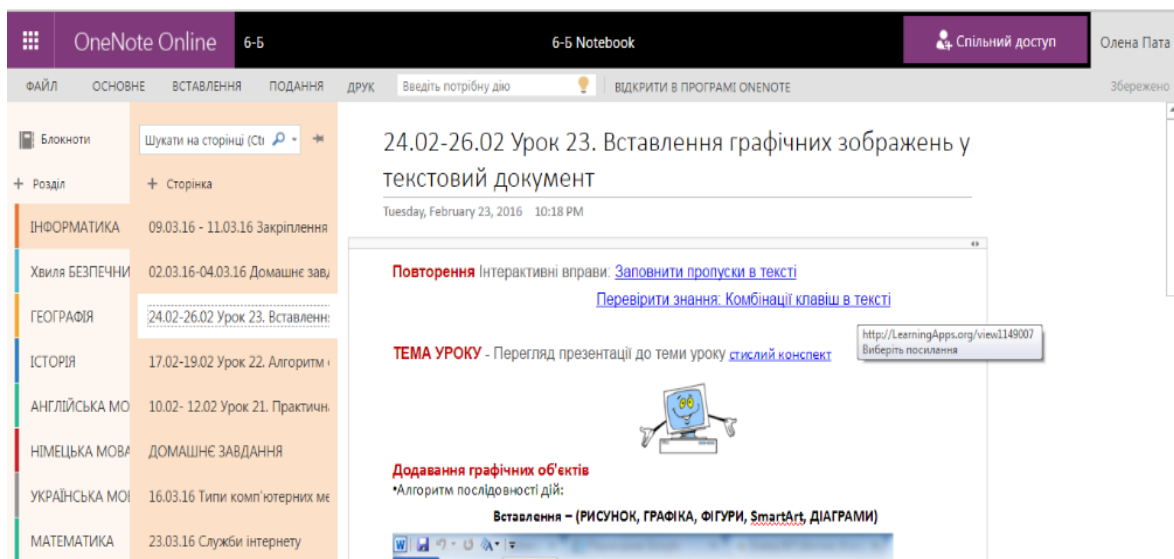 OneNote Online 6-Б 6-Б Notebook Спільний доступ Олена Пата
ФАЙЛ ОСНОВНЕ ВСТАВЛЕННЯ ПОДАННЯ ДРУК Введіть потрібну дію ВІДКРИТИ В ПРОГРАМІ ONENOTE Збережено
Блокноти
Шукати на сторінці (Ctl
+ Розділ
+ Сторінка
ІНФОРМАТИКА
Хвиля БЕЗПЕЧНИ
ГЕОГРАФІЯ
ІСТОРІЯ
АНГЛІЙСЬКА МО
НІМЕЦЬКА МОВА
УКРАЇНСЬКА МОВ
МАТЕМАТИКА
09.03.16 - 11.03.16 Закріплення
02.03.16-04.03.16 Домашнє завд
24.02-26.02 Урок 23. Вставлення
17.02-19.02 Урок 22. Алгоритм
10.02- 12.02 Урок 21. Практичн
ДОМАШНЄ ЗАВДАННЯ
16.03.16 Типи комп'ютерних ме
23.03.16 Служби інтернету
24.02-26.02 Урок 23. Вставлення графічних зображень у
текстовий документ
Tuesday, February 23, 2016 10:18 PM
Повторення Інтерактивні вправи: Заповнити пропуски в тексті
Перевірити знання: Комбінації клавіш в тексті
http://LearningApps.org/view1149007
Виберіть посилання
ТЕМА УРОКУ - Перегляд презентації до теми уроку стислий конспект
Додавання графічних об'єктів
•Алгоритм послідовності дій:
Вставлення – (РИСУНОК, ГРАФІКА, ФІГУРИ, SmartArt, ДІАГРАМИ)